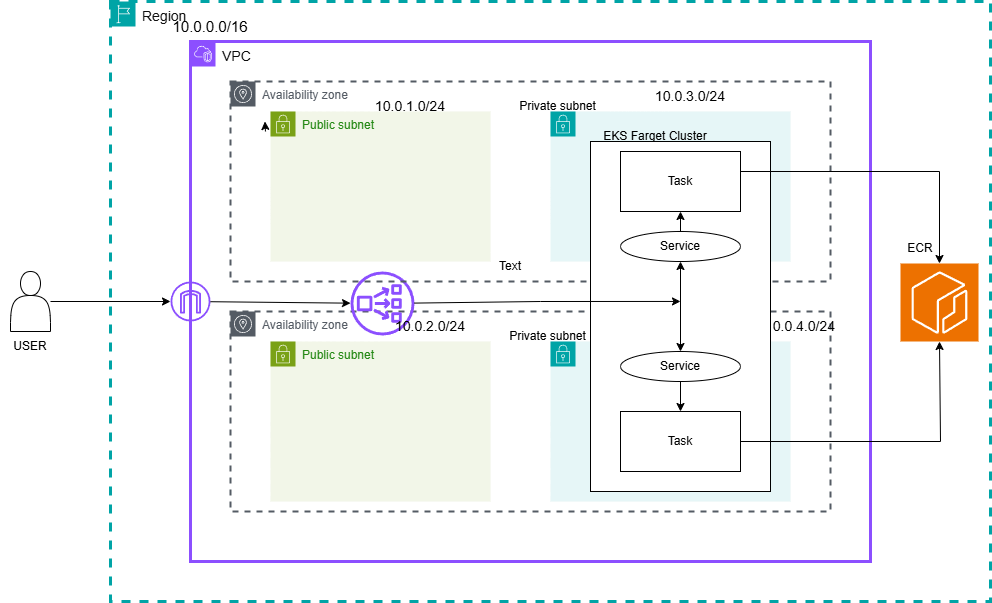 Region
10.0.0.0/16
VPC
Availability zone
10.0.1.0/24
Public subnet
Private subnet
10.0.3.0/24
EKS Farget Cluster
Task
Service
Text
ECR
USER
Availability zone
10.0.2.0/24
Public subnet
Private subnet
0.0.4.0/24
Service
Task